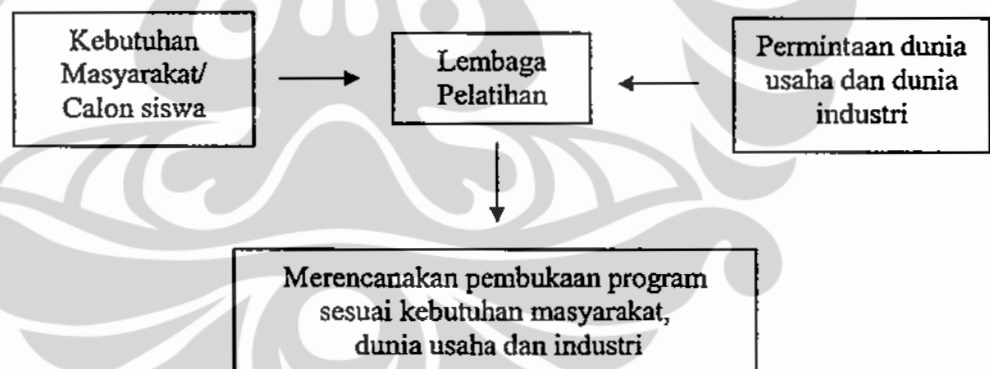 Kebutuhan
Masyarakat/
Calon siswa
Lembaga
Pelatihan
Permintaan dunia
usaha dan dunia
industri
Merencanakan pembukaan program
sesuai kebutuhan masyarakat,
dunia usaha dan industri